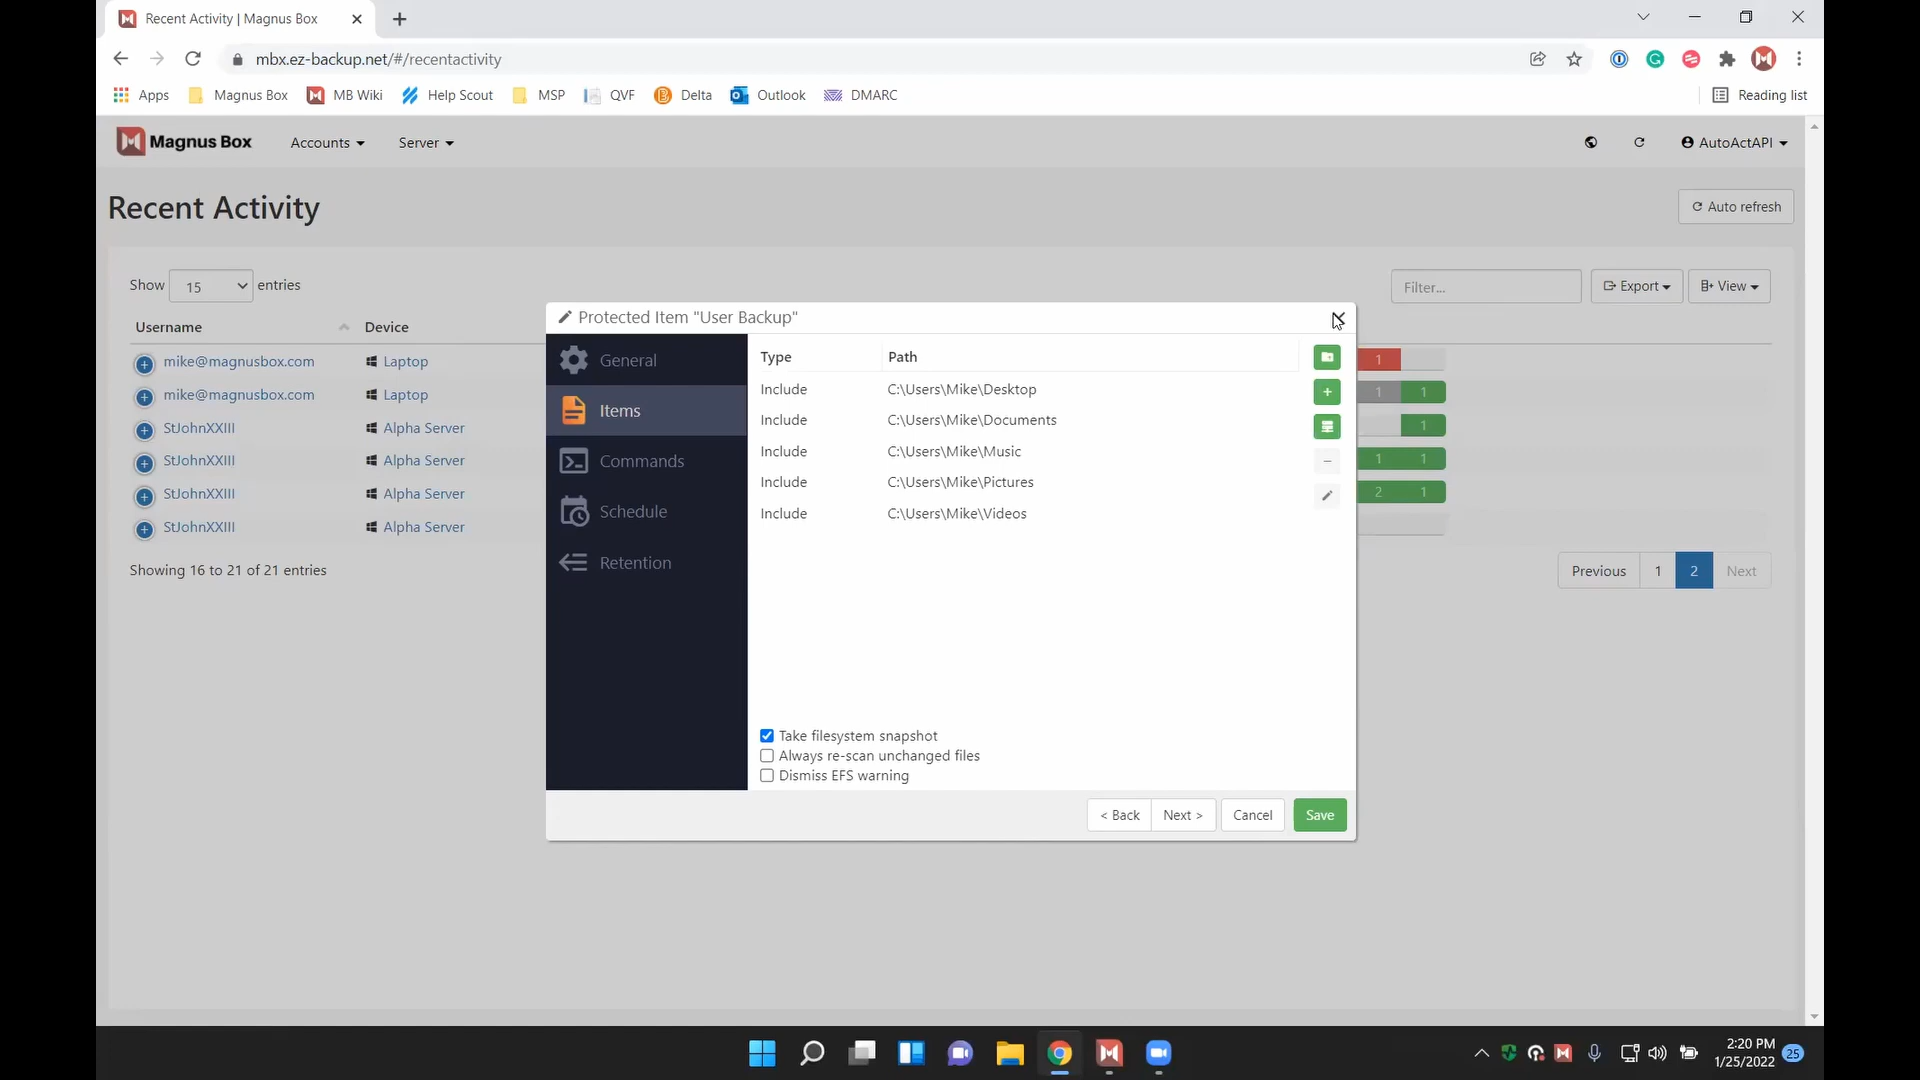 Recent Activity | Magnus Box
mbx.ez-backup.net/#/recentactivity
Apps Magnus Box MB Wiki Help Scout MSP QVF Delta Outlook DMARC Reading list
Magnus Box Accounts Server AutoActAPI
Recent Activity
Auto refresh
Show 15 entries
Filter... Export View
Username Device
mike@magnusbox.com Laptop 1
mike@magnusbox.com Laptop 1 1
StJohnXXIII Alpha Server 1
StJohnXXIII Alpha Server 1 1
StJohnXXIII Alpha Server 2 1
StJohnXXIII Alpha Server
Showing 16 to 21 of 21 entries
Previous 1 2 Next
Protected Item "User Backup"
General
Items
Commands
Schedule
Retention
Type Path
Include C:\Users\Mike\Desktop
Include C:\Users\Mike\Documents
Include C:\Users\Mike\Music
Include C:\Users\Mike\Pictures
Include C:\Users\Mike\Videos
Take filesystem snapshot
Always re-scan unchanged files
Dismiss EFS warning
< Back Next > Cancel Save
2:20 PM
1/25/2022 25